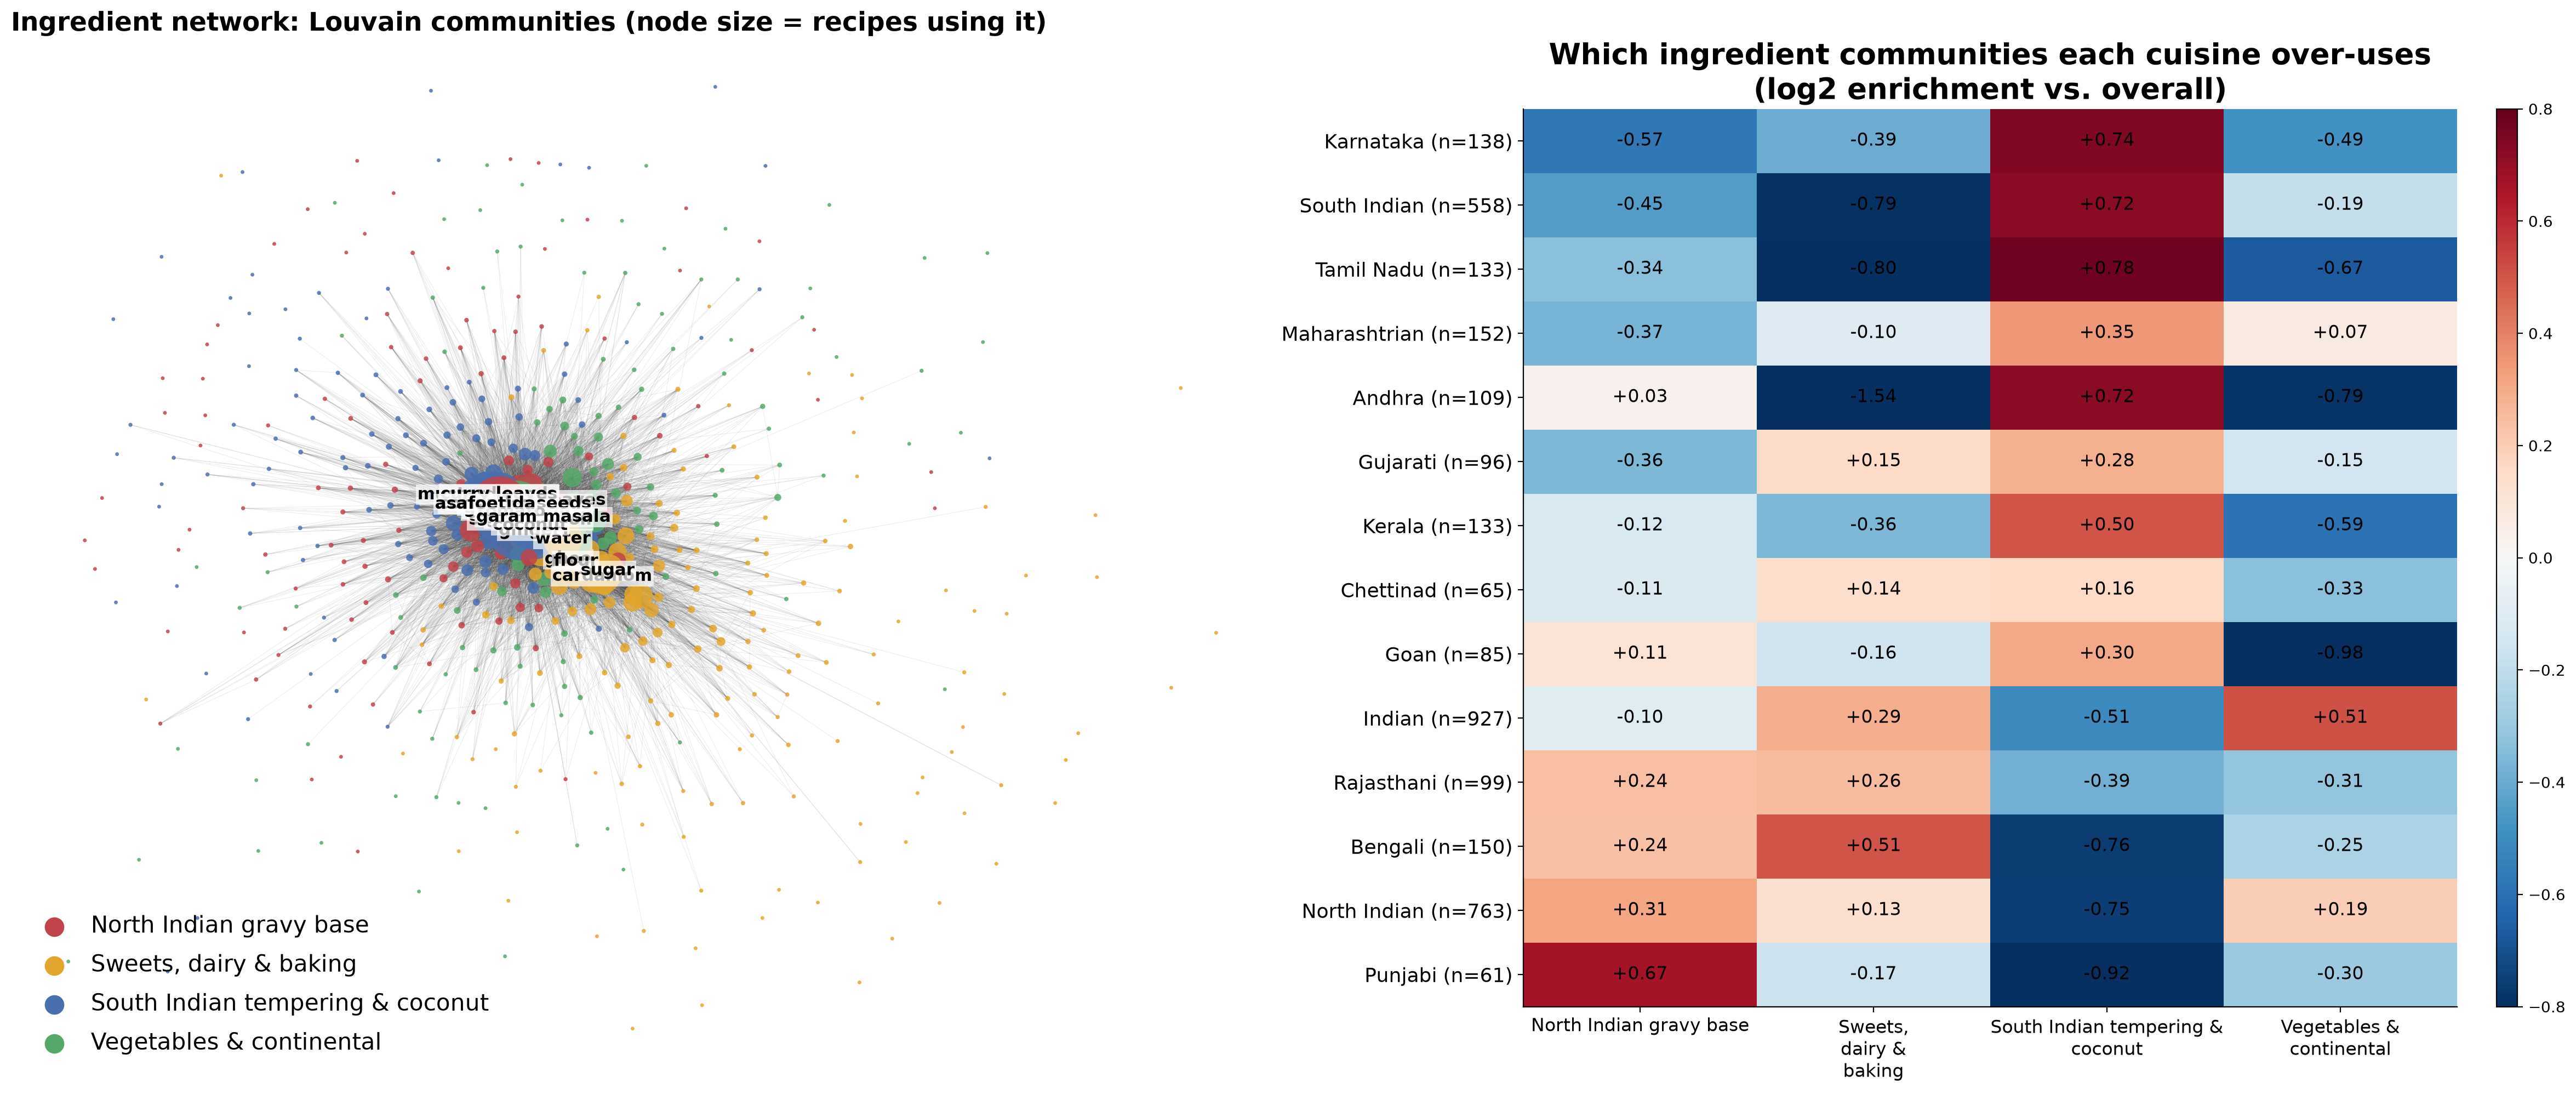 Ingredient network: Louvain communities (node size = recipes using it)
curry leaves
asafoetida
seeds
garam masala
coconut
water
flour
sugar
North Indian gravy base
Sweets, dairy & baking
South Indian tempering & coconut
Vegetables & continental
Which ingredient communities each cuisine over-uses
(log2 enrichment vs. overall)
Karnataka (n=138) -0.57 -0.39 +0.74 -0.49
South Indian (n=558) -0.45 -0.79 +0.72 -0.19
Tamil Nadu (n=133) -0.34 -0.80 +0.78 -0.67
Maharashtrian (n=152) -0.37 -0.10 +0.35 +0.07
Andhra (n=109) +0.03 -1.54 +0.72 -0.79
Gujarati (n=96) -0.36 +0.15 +0.28 -0.15
Kerala (n=133) -0.12 -0.36 +0.50 -0.59
Chettinad (n=65) -0.11 +0.14 +0.16 -0.33
Goan (n=85) +0.11 -0.16 +0.30 -0.98
Indian (n=927) -0.10 +0.29 -0.51 +0.51
Rajasthani (n=99) +0.24 +0.26 -0.39 -0.31
Bengali (n=150) +0.24 +0.51 -0.76 -0.25
North Indian (n=763) +0.31 +0.13 -0.75 +0.19
Punjabi (n=61) +0.67 -0.17 -0.92 -0.30
North Indian gravy base
Sweets,
dairy &
baking
South Indian tempering &
coconut
Vegetables &
continental
0.8
0.6
0.4
0.2
0.0
−0.2
−0.4
−0.6
−0.8